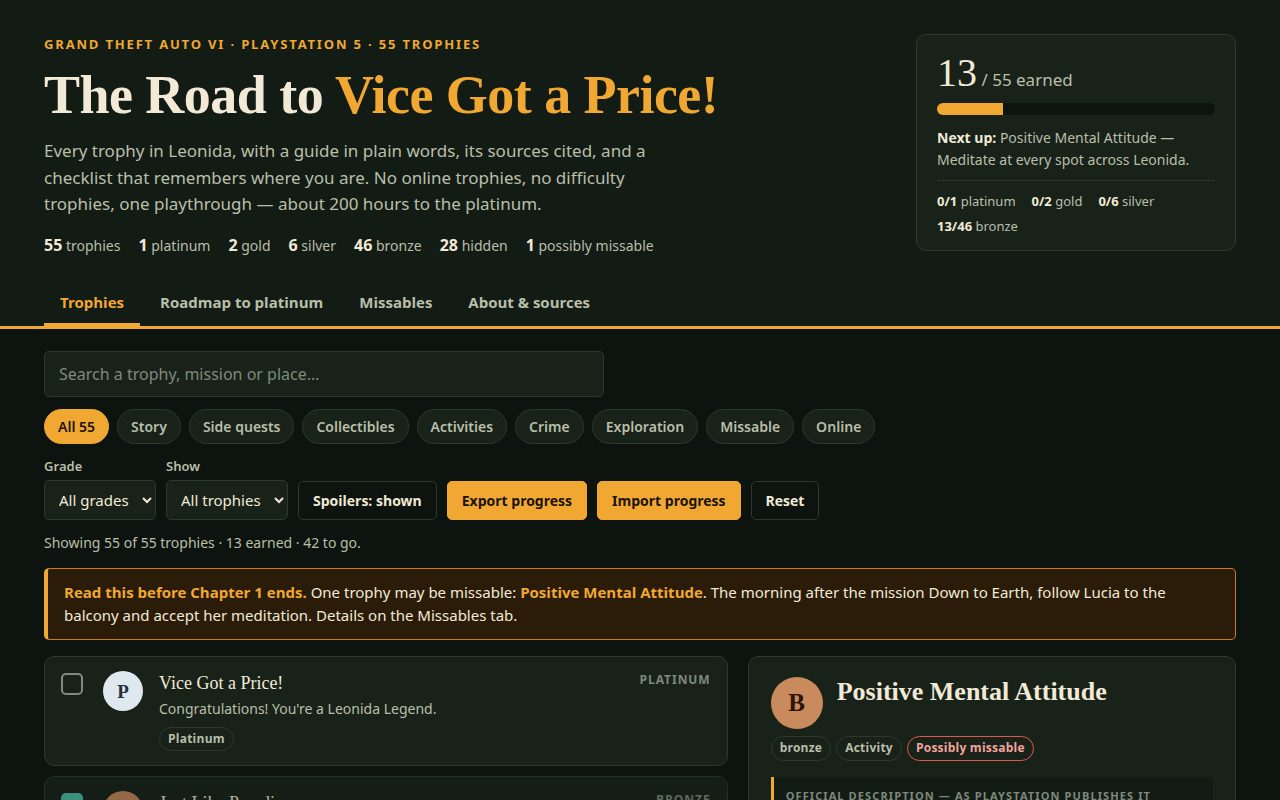 GRAND THEFT AUTO VI · PLAYSTATION 5 · 55 TROPHIES
The Road to Vice Got a Price!
Every trophy in Leonida, with a guide in plain words, its sources cited, and a
checklist that remembers where you are. No online trophies, no difficulty
trophies, one playthrough — about 200 hours to the platinum.
55 trophies 1 platinum 2 gold 6 silver 46 bronze 28 hidden 1 possibly missable
13 / 55 earned
Next up: Positive Mental Attitude —
Meditate at every spot across Leonida.
0/1 platinum 0/2 gold 0/6 silver
13/46 bronze
Trophies Roadmap to platinum Missables About & sources
Search a trophy, mission or place...
All 55 Story Side quests Collectibles Activities Crime Exploration Missable Online
Grade Show
All grades All trophies Spoilers: shown Export progress Import progress Reset
Showing 55 of 55 trophies · 13 earned · 42 to go.
Read this before Chapter 1 ends. One trophy may be missable: Positive Mental Attitude. The morning after the mission Down to Earth, follow Lucia to the
balcony and accept her meditation. Details on the Missables tab.
P
Vice Got a Price!
PLATINUM
Congratulations! You're a Leonida Legend.
Platinum
B
Positive Mental Attitude
bronze Activity Possibly missable
OFFICIAL DESCRIPTION — AS PLAYSTATION PUBLISHES IT
BRONZE